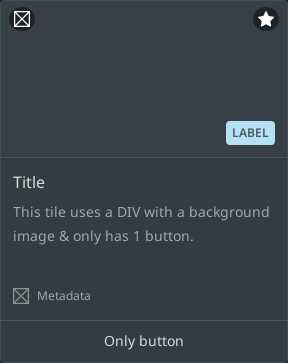 LABEL
Title
This tile uses a DIV with a background
image & only has 1 button.
Metadata
Only button